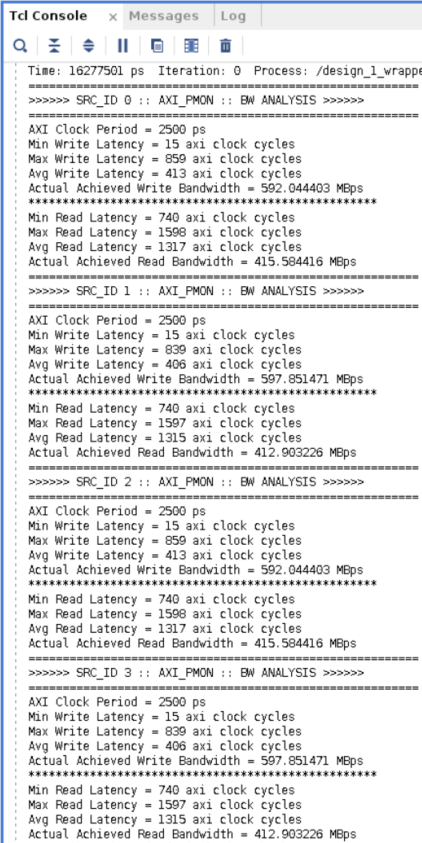 Tcl Console × Messages Log
Time: 16277501 ps Iteration: 0 Process: /design_1_wrappe
==========================================================
>>>>>> SRC_ID 0 :: AXI_PMON :: BW ANALYSIS >>>>>>
==========================================================
AXI Clock Period = 2500 ps
Min Write Latency = 15 axi clock cycles
Max Write Latency = 859 axi clock cycles
Avg Write Latency = 413 axi clock cycles
Actual Achieved Write Bandwidth = 592.044403 MBps
****************************************************
Min Read Latency = 740 axi clock cycles
Max Read Latency = 1598 axi clock cycles
Avg Read Latency = 1317 axi clock cycles
Actual Achieved Read Bandwidth = 415.584416 MBps
==========================================================
>>>>>> SRC_ID 1 :: AXI_PMON :: BW ANALYSIS >>>>>>
==========================================================
AXI Clock Period = 2500 ps
Min Write Latency = 15 axi clock cycles
Max Write Latency = 839 axi clock cycles
Avg Write Latency = 406 axi clock cycles
Actual Achieved Write Bandwidth = 597.851471 MBps
****************************************************
Min Read Latency = 740 axi clock cycles
Max Read Latency = 1597 axi clock cycles
Avg Read Latency = 1315 axi clock cycles
Actual Achieved Read Bandwidth = 412.903226 MBps
==========================================================
>>>>>> SRC_ID 2 :: AXI_PMON :: BW ANALYSIS >>>>>>
==========================================================
AXI Clock Period = 2500 ps
Min Write Latency = 15 axi clock cycles
Max Write Latency = 859 axi clock cycles
Avg Write Latency = 413 axi clock cycles
Actual Achieved Write Bandwidth = 592.044403 MBps
****************************************************
Min Read Latency = 740 axi clock cycles
Max Read Latency = 1598 axi clock cycles
Avg Read Latency = 1317 axi clock cycles
Actual Achieved Read Bandwidth = 415.584416 MBps
==========================================================
>>>>>> SRC_ID 3 :: AXI_PMON :: BW ANALYSIS >>>>>>
==========================================================
AXI Clock Period = 2500 ps
Min Write Latency = 15 axi clock cycles
Max Write Latency = 839 axi clock cycles
Avg Write Latency = 406 axi clock cycles
Actual Achieved Write Bandwidth = 597.851471 MBps
****************************************************
Min Read Latency = 740 axi clock cycles
Max Read Latency = 1597 axi clock cycles
Avg Read Latency = 1315 axi clock cycles
Actual Achieved Read Bandwidth = 412.903226 MBps